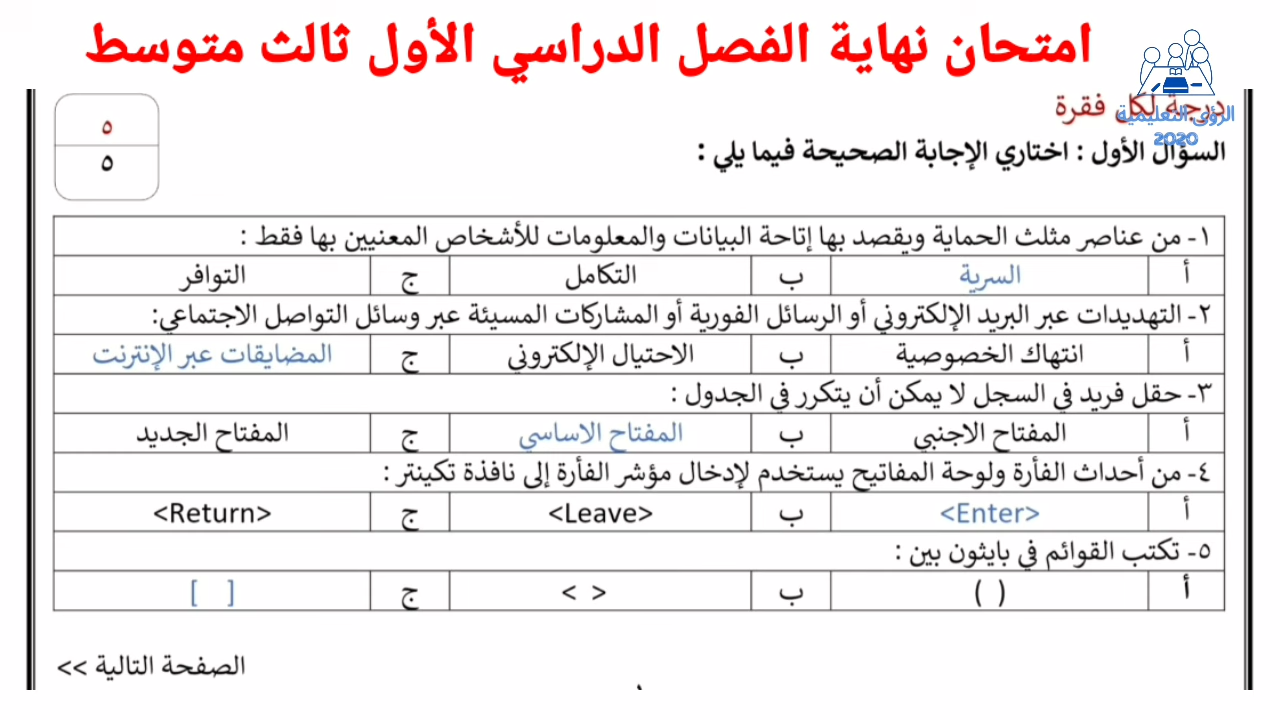 امتحان نهاية الفصل الدراسي الأول ثالث متوسط
الرؤى التعليمية
2020
درجة لكل فقرة
٥
٥
السؤال الأول : اختاري الإجابة الصحيحة فيما يلي :
١- من عناصر مثلث الحماية ويقصد بها إتاحة البيانات والمعلومات للأشخاص المعنيين بها فقط :
أ السرية ب التكامل ج التوافر
٢- التهديدات عبر البريد الإلكتروني أو الرسائل الفورية أو المشاركات المسيئة عبر وسائل التواصل الاجتماعي:
أ انتهاك الخصوصية ب الاحتيال الإلكتروني ج المضايقات عبر الإنترنت
٣- حقل فريد في السجل لا يمكن أن يتكرر في الجدول :
أ المفتاح الاجنبي ب المفتاح الاساسي ج المفتاح الجديد
٤- من أحداث الفأرة ولوحة المفاتيح يستخدم لإدخال مؤشر الفأرة إلى نافذة تكينتر :
أ <Enter> ب <Leave> ج <Return>
٥- تكتب القوائم في بايثون بين :
أ ( ) ب < > ج [ ]
الصفحة التالية >>